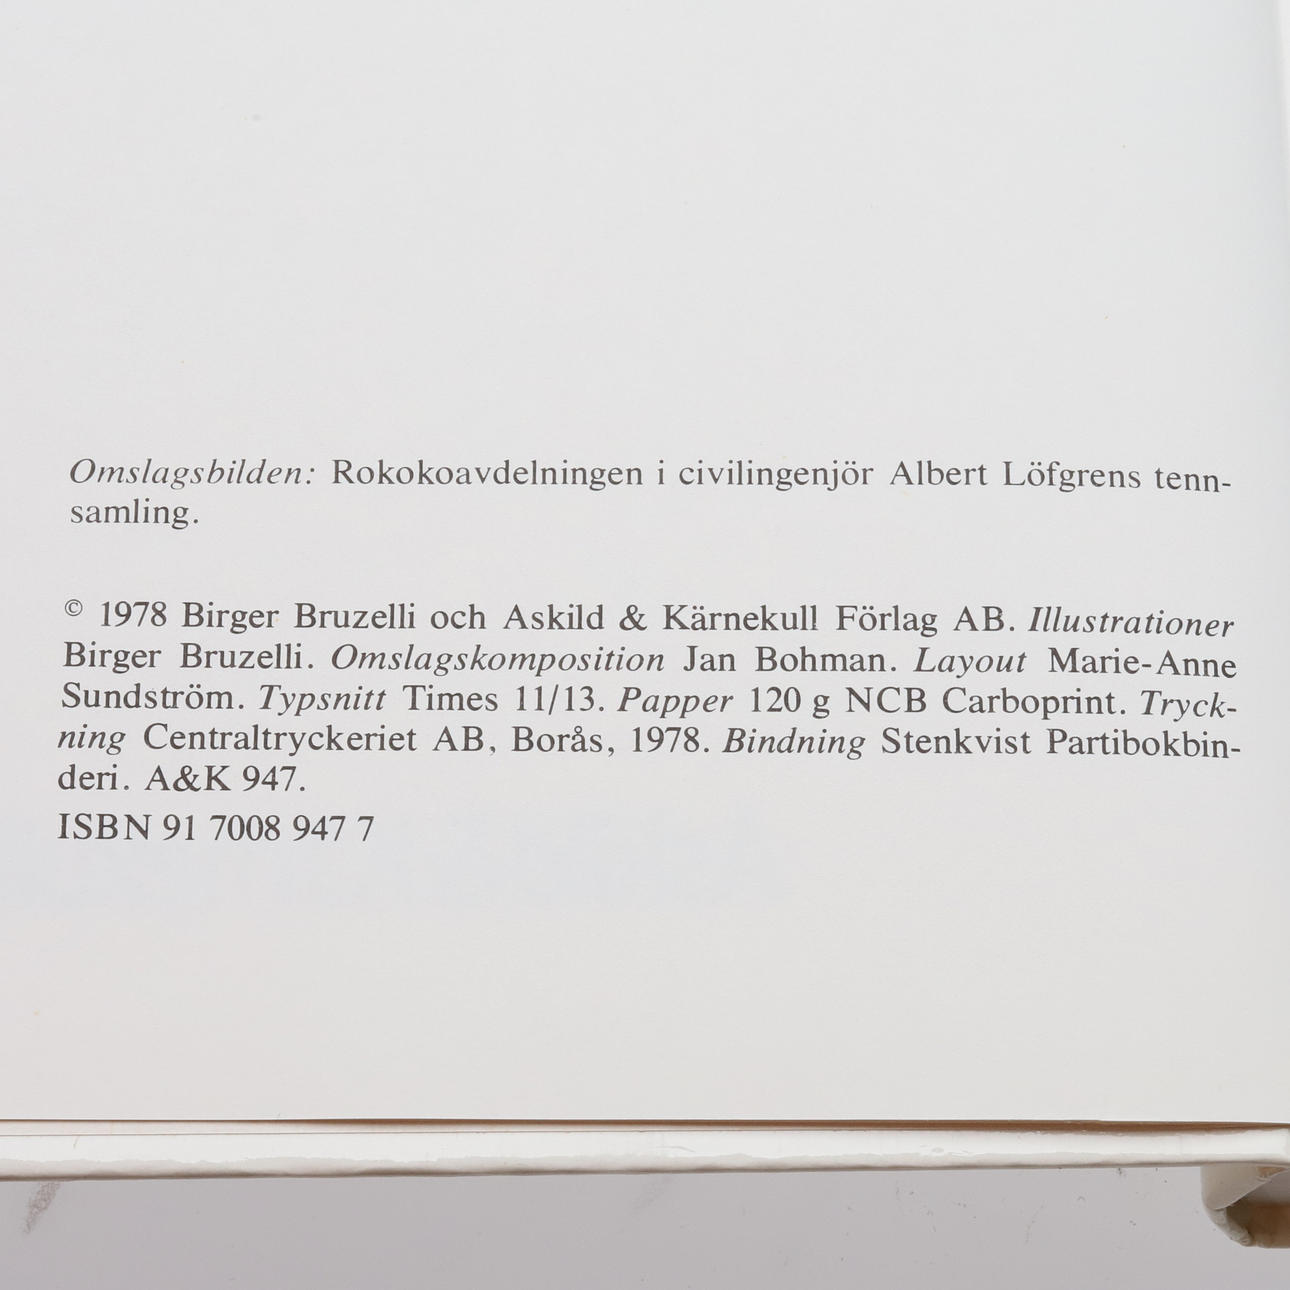 Omslagsbilden: Rokokoavdelningen i civilingenjör Albert Löfgrens tenn-
samling.
© 1978 Birger Bruzelli och Askild & Kärnekull Förlag AB. Illustrationer
Birger Bruzelli. Omslagskomposition Jan Bohman. Layout Marie-Anne
Sundström. Typsnitt Times 11/13. Papper 120 g NCB Carboprint. Tryck-
ning Centraltryckeriet AB, Borås, 1978. Bindning Stenkvist Partibokbin-
deri. A&K 947.
ISBN 91 7008 947 7